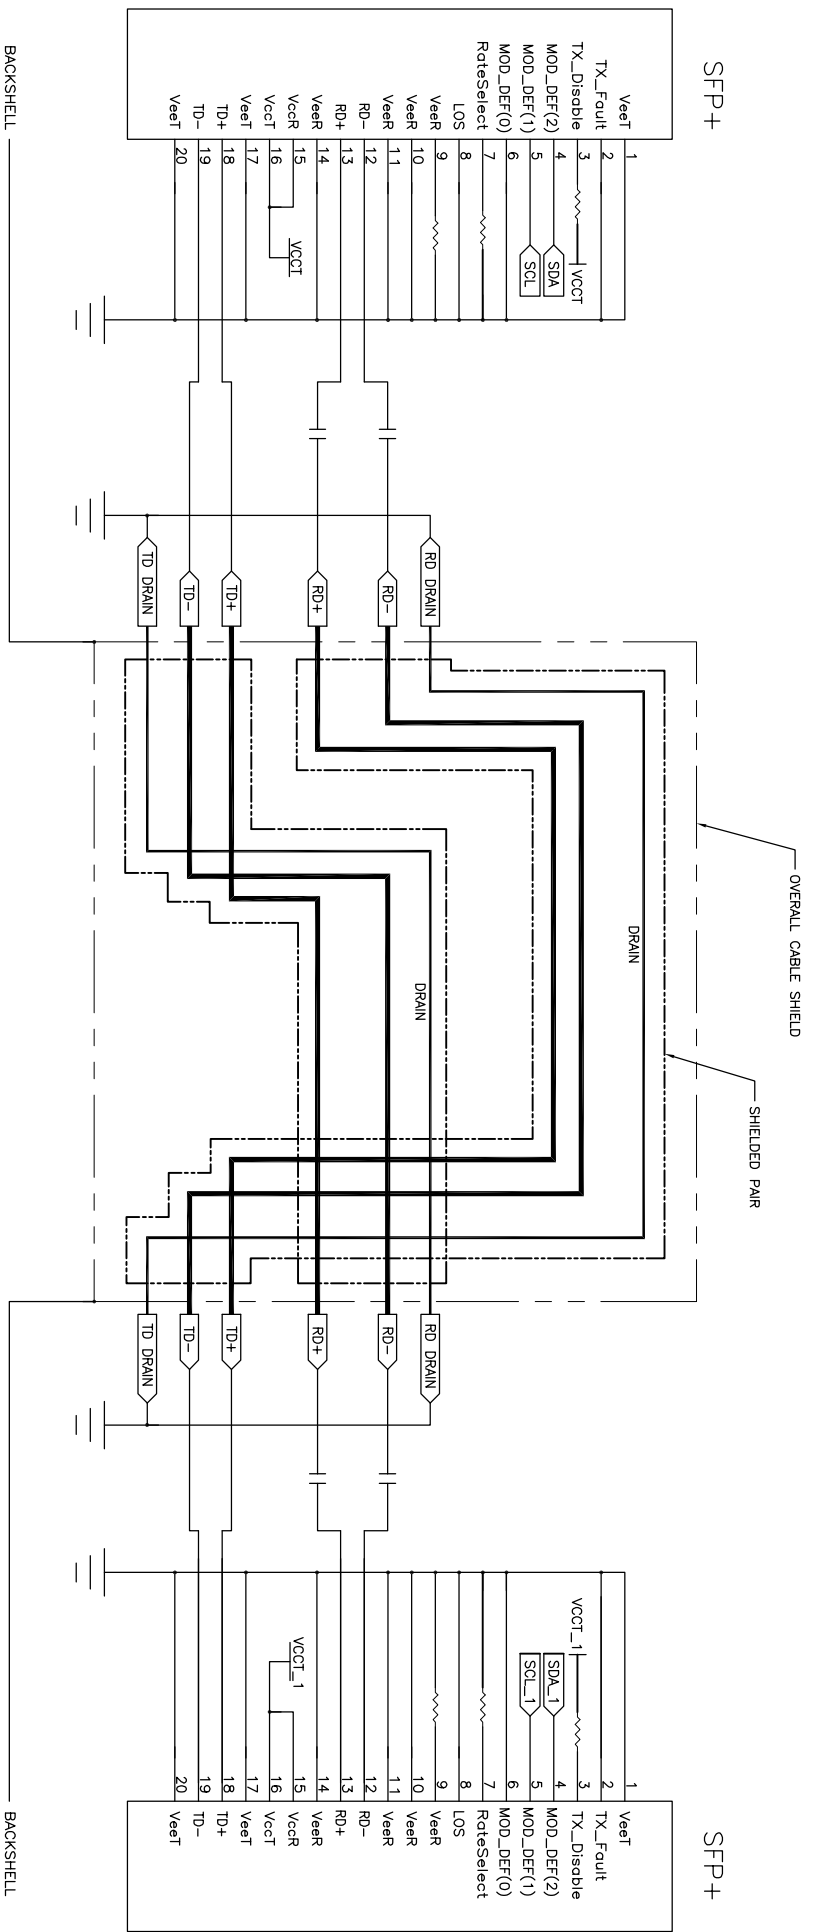 SFP+
VeeT 1
TX_Fault 2
TX_Disable 3
MOD_DEF(2) 4
MOD_DEF(1) 5
MOD_DEF(0) 6
RateSelect 7
LOS 8
VeeR 9
VeeR 10
VeeR 11
RD- 12
RD+ 13
VeeR 14
VccR 15
VccT 16
VeeT 17
TD+ 18
TD- 19
VeeT 20
VCCT
SDA
SCL
VCCT
BACKSHELL
RD DRAIN
RD-
RD+
TD+
TD-
TD DRAIN
OVERALL CABLE SHIELD
SHIELDED PAIR
DRAIN
DRAIN
RD DRAIN
RD-
RD+
TD+
TD-
TD DRAIN
SFP+
VCCT_1
SDA_1
SCL_1
VCCT_1
1 VeeT
2 TX_Fault
3 TX_Disable
4 MOD_DEF(2)
5 MOD_DEF(1)
6 MOD_DEF(0)
7 RateSelect
8 LOS
9 VeeR
10 VeeR
11 VeeR
12 RD-
13 RD+
14 VeeR
15 VccR
16 VccT
17 VeeT
18 TD+
19 TD-
20 VeeT
BACKSHELL